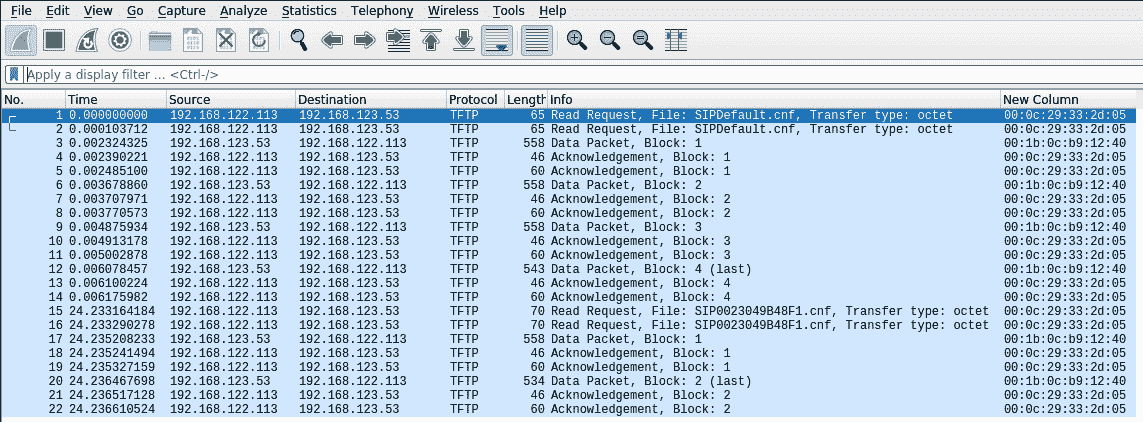 File Edit View Go Capture Analyze Statistics Telephony Wireless Tools Help
Apply a display filter ... <Ctrl-/>
No. Time Source Destination Protocol Length Info New Column
1 0.000000000 192.168.122.113 192.168.123.53 TFTP 65 Read Request, File: SIPDefault.cnf, Transfer type: octet 00:0c:29:33:2d:05
2 0.000103712 192.168.122.113 192.168.123.53 TFTP 65 Read Request, File: SIPDefault.cnf, Transfer type: octet 00:0c:29:33:2d:05
3 0.002324325 192.168.123.53 192.168.122.113 TFTP 558 Data Packet, Block: 1 00:1b:0c:b9:12:40
4 0.002390221 192.168.122.113 192.168.123.53 TFTP 46 Acknowledgement, Block: 1 00:0c:29:33:2d:05
5 0.002485100 192.168.122.113 192.168.123.53 TFTP 60 Acknowledgement, Block: 1 00:0c:29:33:2d:05
6 0.003678860 192.168.123.53 192.168.122.113 TFTP 558 Data Packet, Block: 2 00:1b:0c:b9:12:40
7 0.003707971 192.168.122.113 192.168.123.53 TFTP 46 Acknowledgement, Block: 2 00:0c:29:33:2d:05
8 0.003770573 192.168.122.113 192.168.123.53 TFTP 60 Acknowledgement, Block: 2 00:0c:29:33:2d:05
9 0.004875934 192.168.123.53 192.168.122.113 TFTP 558 Data Packet, Block: 3 00:1b:0c:b9:12:40
10 0.004913178 192.168.122.113 192.168.123.53 TFTP 46 Acknowledgement, Block: 3 00:0c:29:33:2d:05
11 0.005002878 192.168.122.113 192.168.123.53 TFTP 60 Acknowledgement, Block: 3 00:0c:29:33:2d:05
12 0.006078457 192.168.123.53 192.168.122.113 TFTP 543 Data Packet, Block: 4 (last) 00:1b:0c:b9:12:40
13 0.006100224 192.168.122.113 192.168.123.53 TFTP 46 Acknowledgement, Block: 4 00:0c:29:33:2d:05
14 0.006175982 192.168.122.113 192.168.123.53 TFTP 60 Acknowledgement, Block: 4 00:0c:29:33:2d:05
15 24.233164184 192.168.122.113 192.168.123.53 TFTP 70 Read Request, File: SIP0023049B48F1.cnf, Transfer type: octet 00:0c:29:33:2d:05
16 24.233290278 192.168.122.113 192.168.123.53 TFTP 70 Read Request, File: SIP0023049B48F1.cnf, Transfer type: octet 00:0c:29:33:2d:05
17 24.235208233 192.168.123.53 192.168.122.113 TFTP 558 Data Packet, Block: 1 00:1b:0c:b9:12:40
18 24.235241494 192.168.122.113 192.168.123.53 TFTP 46 Acknowledgement, Block: 1 00:0c:29:33:2d:05
19 24.235327159 192.168.122.113 192.168.123.53 TFTP 60 Acknowledgement, Block: 1 00:0c:29:33:2d:05
20 24.236467698 192.168.123.53 192.168.122.113 TFTP 534 Data Packet, Block: 2 (last) 00:1b:0c:b9:12:40
21 24.236517128 192.168.122.113 192.168.123.53 TFTP 46 Acknowledgement, Block: 2 00:0c:29:33:2d:05
22 24.236610524 192.168.122.113 192.168.123.53 TFTP 60 Acknowledgement, Block: 2 00:0c:29:33:2d:05